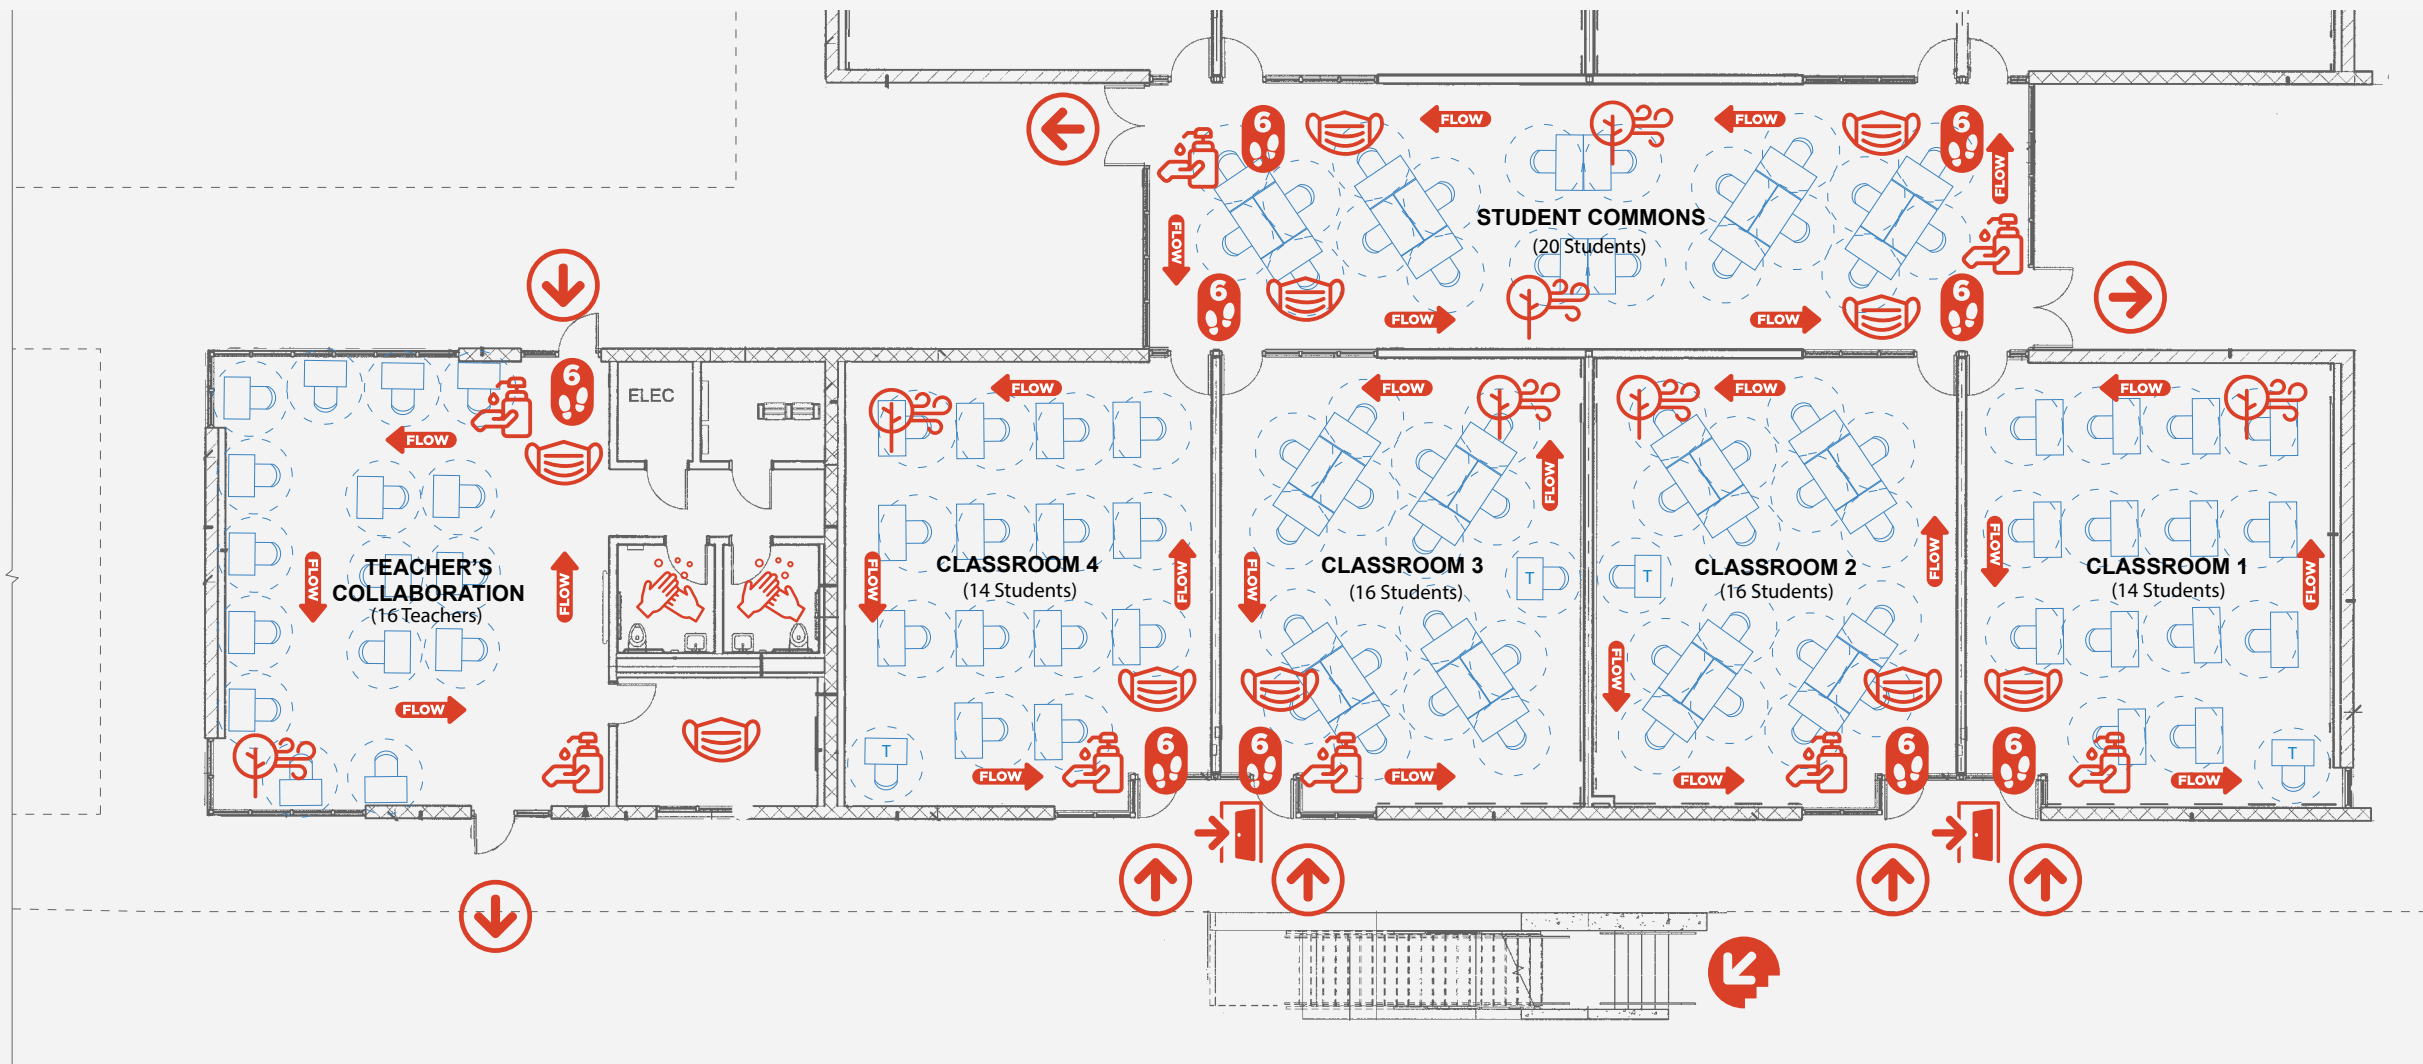 FLOW
FLOW
6
6
FLOW
FLOW
STUDENT COMMONS
(20 Students)
6
6
FLOW
FLOW
6
ELEC
FLOW
FLOW
FLOW
FLOW
FLOW
FLOW
FLOW
FLOW
TEACHER'S
COLLABORATION
(16 Teachers)
FLOW
FLOW
CLASSROOM 4
(14 Students)
FLOW
FLOW
CLASSROOM 3
(16 Students)
T
T
CLASSROOM 2
(16 Students)
FLOW
FLOW
CLASSROOM 1
(14 Students)
FLOW
FLOW
FLOW
T
6
6
6
6
T
FLOW
FLOW
FLOW
FLOW